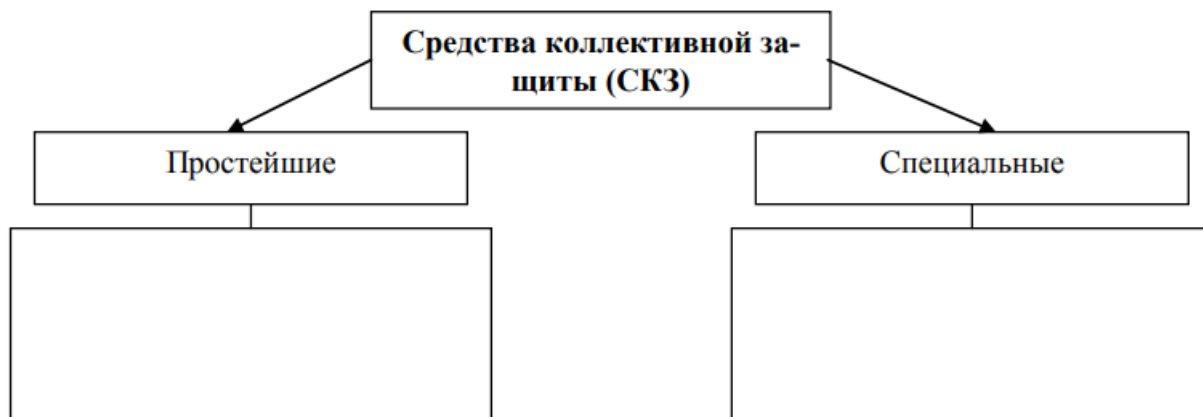 Средства коллективной за-
щиты (СКЗ)
Простейшие
Специальные